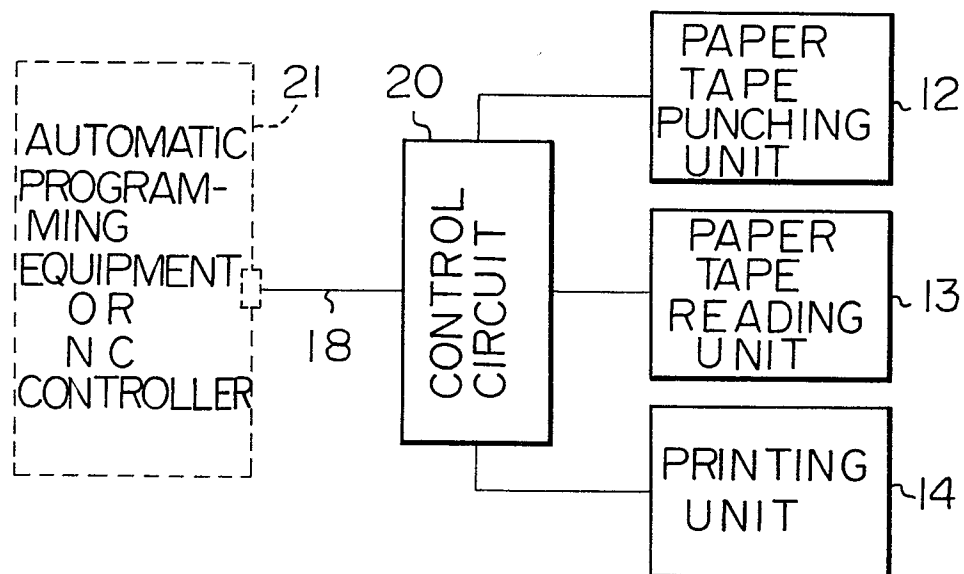 21
AUTOMATIC
PROGRAM-
MING
EQUIPMENT
OR
NC
CONTROLLER
18
20
CONTROL
CIRCUIT
PAPER
TAPE
PUNCHING
UNIT
12
PAPER
TAPE
READING
UNIT
13
PRINTING
UNIT
14